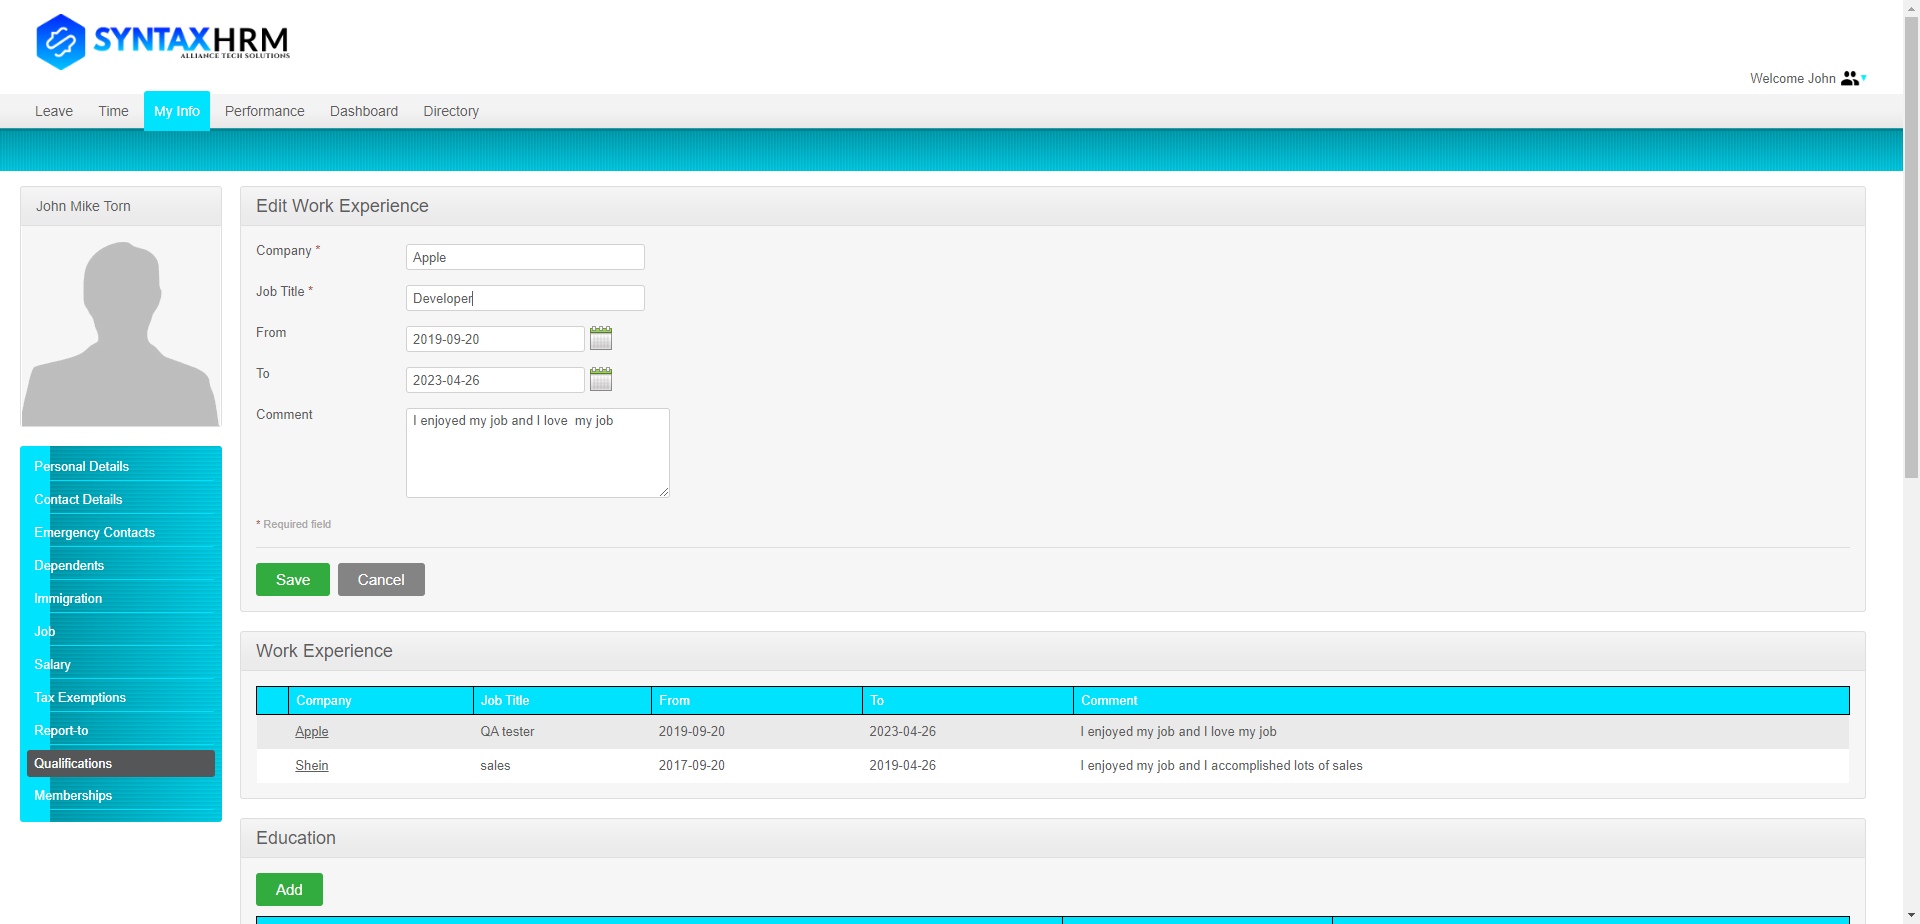 SYNTAXHRM
ALLIANCE TECH SOLUTIONS
Welcome John
Leave Time My Info Performance Dashboard Directory
John Mike Torn
Personal Details
Contact Details
Emergency Contacts
Dependents
Immigration
Job
Salary
Tax Exemptions
Report-to
Qualifications
Memberships
Edit Work Experience
Company * Apple
Job Title * Developer
From 2019-09-20
To 2023-04-26
Comment I enjoyed my job and I love  my job
* Required field
Save Cancel
Work Experience
Company Job Title From To Comment
Apple QA tester 2019-09-20 2023-04-26 I enjoyed my job and I love my job
Shein sales 2017-09-20 2019-04-26 I enjoyed my job and I accomplished lots of sales
Education
Add